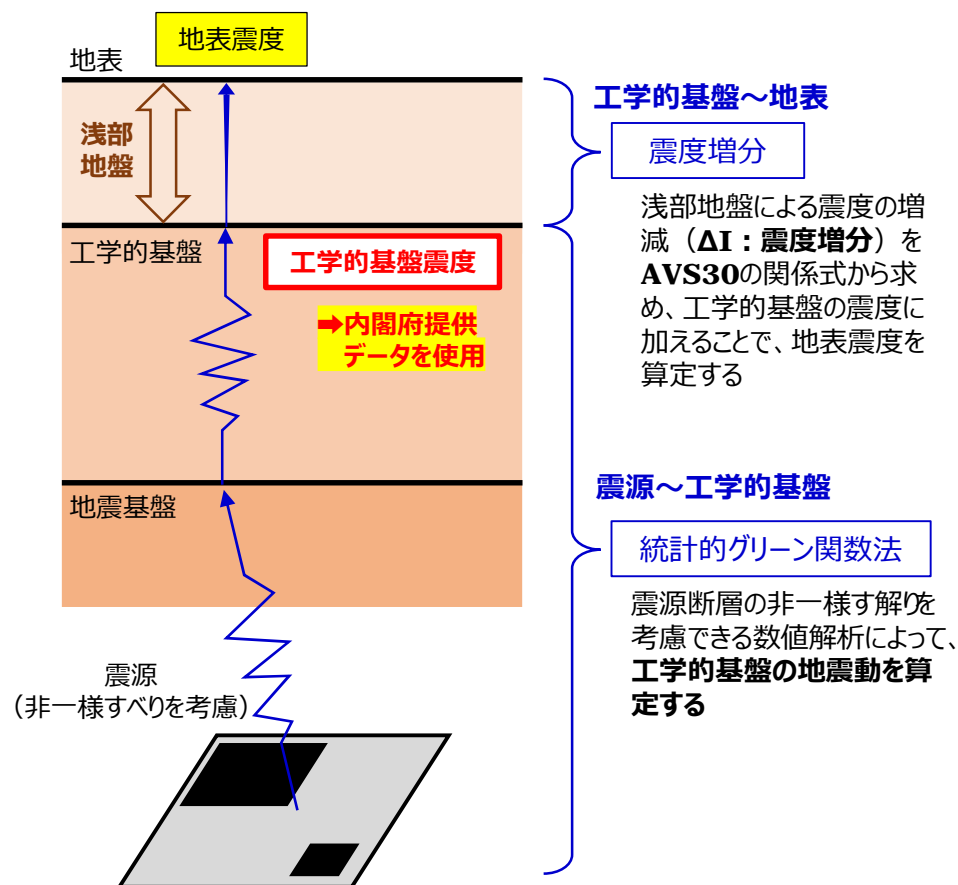 地表震度
地表
浅部
地盤
工学的基盤
工学的基盤震度
➡内閣府提供
データを使用
地震基盤
震源
（非一様すべりを考慮）
工学的基盤～地表
震度増分
浅部地盤による震度の増
減（ΔI：震度増分）を
AVS30の関係式から求
め、工学的基盤の震度に
加えることで、地表震度を
算定する
震源～工学的基盤
統計的グリーン関数法
震源断層の非一様す解りを
考慮できる数値解析によって、
工学的基盤の地震動を算
定する